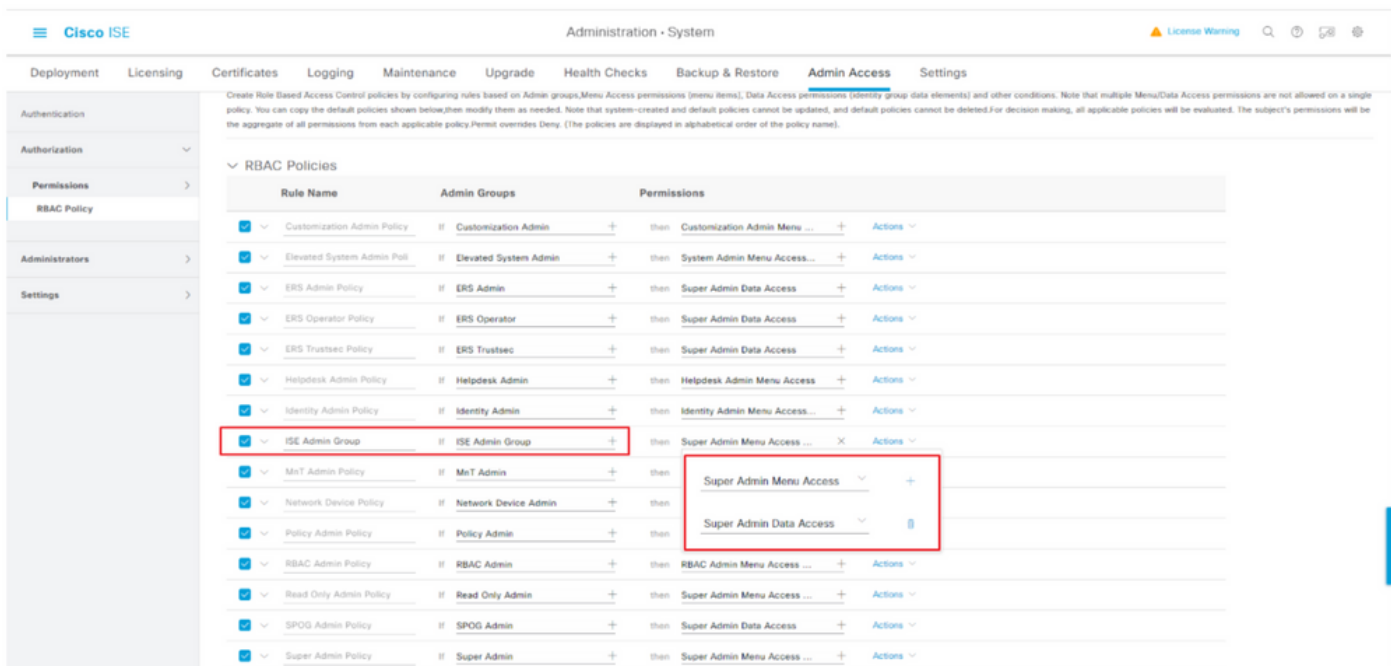 Cisco ISE
Administration · System
License Warning
Deployment Licensing Certificates Logging Maintenance Upgrade Health Checks Backup & Restore Admin Access Settings
Authentication
Authorization
Permissions
RBAC Policy
Administrators
Settings
Create Role Based Access Control policies by configuring rules based on Admin groups,Menu Access permissions (menu items), Data Access permissions (identity group data elements) and other conditions. Note that multiple Menu/Data Access permissions are not allowed on a single
policy. You can copy the default policies shown below,then modify them as needed. Note that system-created and default policies cannot be updated, and default policies cannot be deleted.For decision making, all applicable policies will be evaluated. The subject's permissions will be
the aggregate of all permissions from each applicable policy.Permit overrides Deny. (The policies are displayed in alphabetical order of the policy name).
RBAC Policies
Rule Name Admin Groups Permissions
Customization Admin Policy If Customization Admin + then Customization Admin Menu ... + Actions
Elevated System Admin Poli If Elevated System Admin + then System Admin Menu Access... + Actions
ERS Admin Policy If ERS Admin + then Super Admin Data Access + Actions
ERS Operator Policy If ERS Operator + then Super Admin Data Access + Actions
ERS Trustsec Policy If ERS Trustsec + then Super Admin Data Access + Actions
Helpdesk Admin Policy If Helpdesk Admin + then Helpdesk Admin Menu Access + Actions
Identity Admin Policy If Identity Admin + then Identity Admin Menu Access... + Actions
ISE Admin Group If ISE Admin Group + then Super Admin Menu Access ... × Actions
MnT Admin Policy If MnT Admin + then
Super Admin Menu Access +
Network Device Policy If Network Device Admin + then
Super Admin Data Access
Policy Admin Policy If Policy Admin + then
RBAC Admin Policy If RBAC Admin + then RBAC Admin Menu Access ... + Actions
Read Only Admin Policy If Read Only Admin + then Super Admin Menu Access ... + Actions
SPOG Admin Policy If SPOG Admin + then Super Admin Data Access + Actions
Super Admin Policy If Super Admin + then Super Admin Menu Access ... + Actions